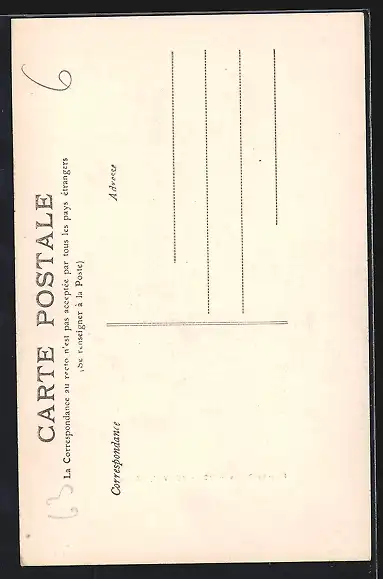 CARTE POSTALE
La Correspondance au recto n'est pas acceptée par tous les pays étrangers
(Se renseigner à la Poste)
Correspondance
Adresse
6
63